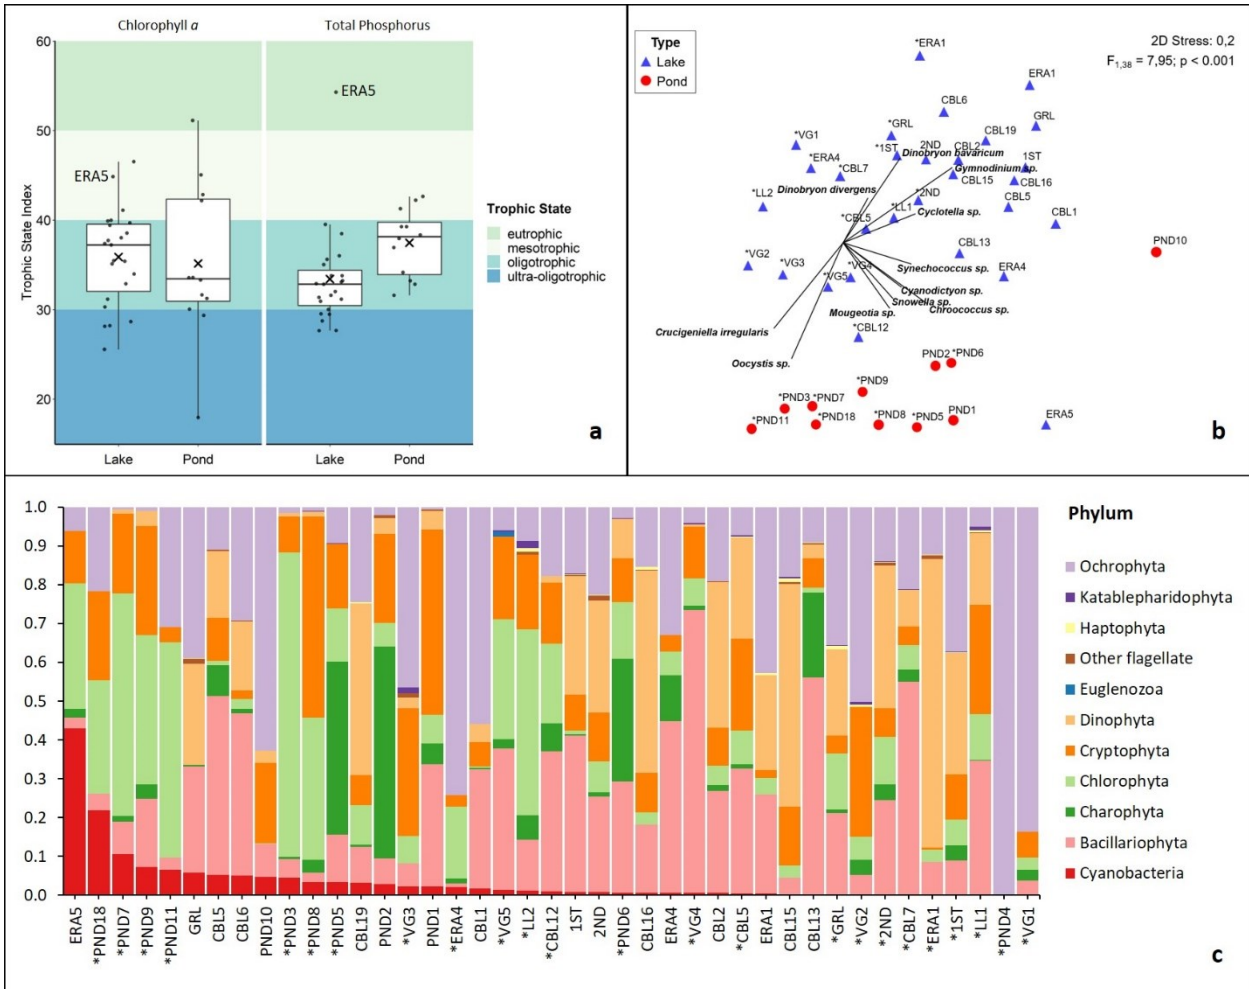 Chlorophyll a
Total Phosphorus
60
50
40
30
20
Trophic State Index
ERA5
ERA5
Lake
Pond
Lake
Pond
Trophic State
eutrophic
mesotrophic
oligotrophic
ultra-oligotrophic
a
Type
Lake
Pond
2D Stress: 0,2
F1,38 = 7,95; p < 0.001
*ERA1
ERA1
CBL6
GRL
*GRL
CBL19
*VG1
*1ST
2ND
CBL2
Dinobryon bavaricum
1ST
*ERA4
*CBL7
Gymnodinium sp.
CBL15
CBL16
Dinobryon divergens
*LL2
*2ND
CBL5
*LL1
Cyclotella sp.
*CBL5
CBL1
PND10
CBL13
*VG2
*VG3
*VG4
*VG5
Synechococcus sp.
ERA4
Cyanodictyon sp.
Snowella sp.
Chroococcus sp.
Mougeotia sp.
Crucigeniella irregularis
*CBL12
Oocystis sp.
PND2
*PND6
*PND9
*PND3
*PND7
*PND11
*PND18
*PND8
*PND5
PND1
ERA5
b
1.0
0.9
0.8
0.7
0.6
0.5
0.4
0.3
0.2
0.1
0.0
ERA5
*PND18
*PND7
*PND9
*PND11
GRL
CBL5
CBL6
PND10
*PND3
*PND8
*PND5
CBL19
PND2
*VG3
PND1
*ERA4
CBL1
*VG5
*LL2
*CBL12
1ST
2ND
*PND6
CBL16
ERA4
*VG4
CBL2
*CBL5
ERA1
CBL15
CBL13
*GRL
*VG2
*2ND
*CBL7
*ERA1
*1ST
*LL1
*PND4
*VG1
Phylum
Ochrophyta
Katablepharidophyta
Haptophyta
Other flagellate
Euglenozoa
Dinophyta
Cryptophyta
Chlorophyta
Charophyta
Bacillariophyta
Cyanobacteria
c